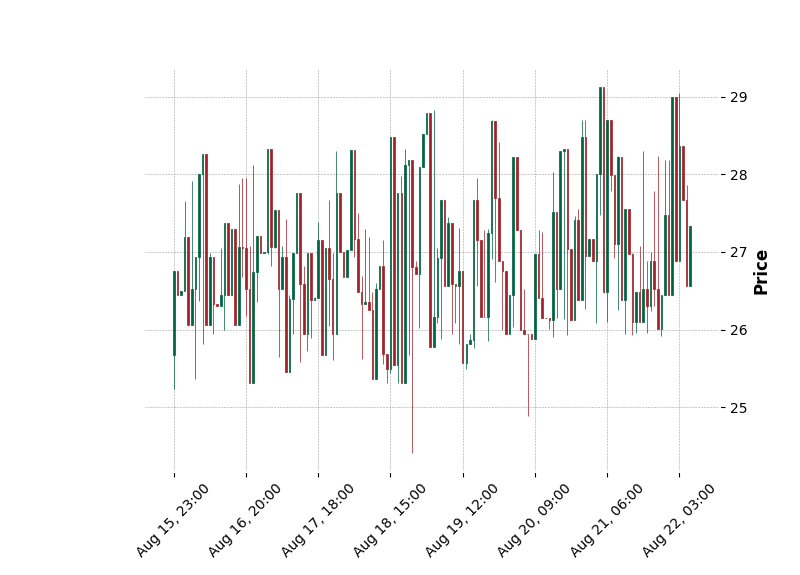 29
28
27
26
25
Price
Aug 15, 23:00
Aug 16, 20:00
Aug 17, 18:00
Aug 18, 15:00
Aug 19, 12:00
Aug 20, 09:00
Aug 21, 06:00
Aug 22, 03:00